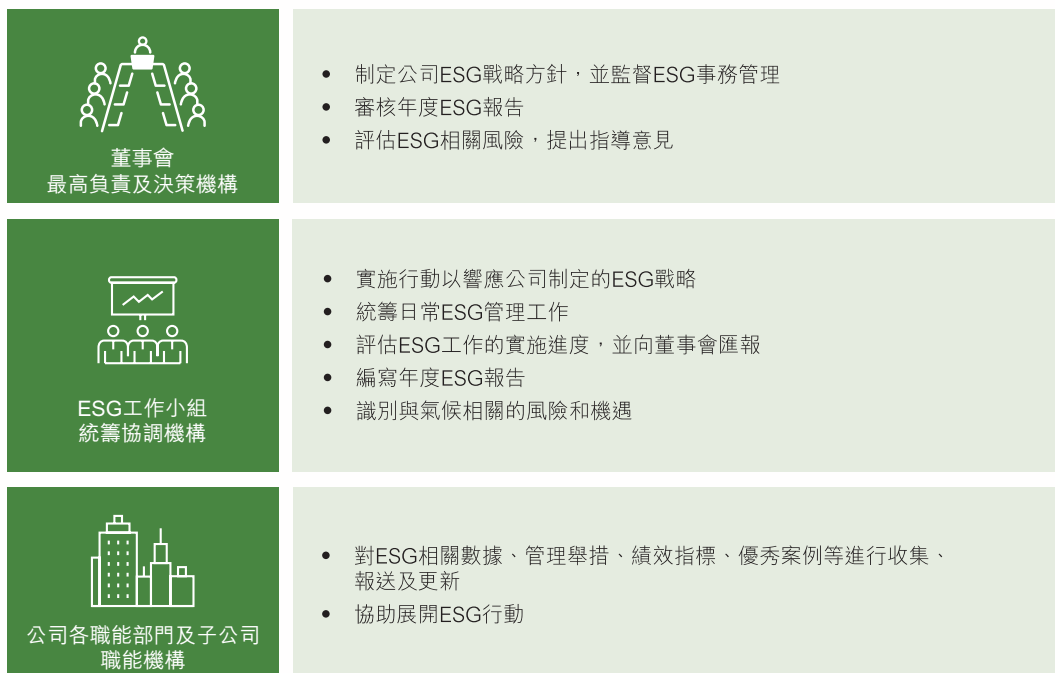 董事會
最高負責及決策機構
• 制定公司ESG戰略方針，並監督ESG事務管理
• 審核年度ESG報告
• 評估ESG相關風險，提出指導意見
ESG工作小組
統籌協調機構
• 實施行動以響應公司制定的ESG戰略
• 統籌日常ESG管理工作
• 評估ESG工作的實施進度，並向董事會匯報
• 編寫年度ESG報告
• 識別與氣候相關的風險和機遇
公司各職能部門及子公司
職能機構
• 對ESG相關數據、管理舉措、績效指標、優秀案例等進行收集、
報送及更新
• 協助展開ESG行動